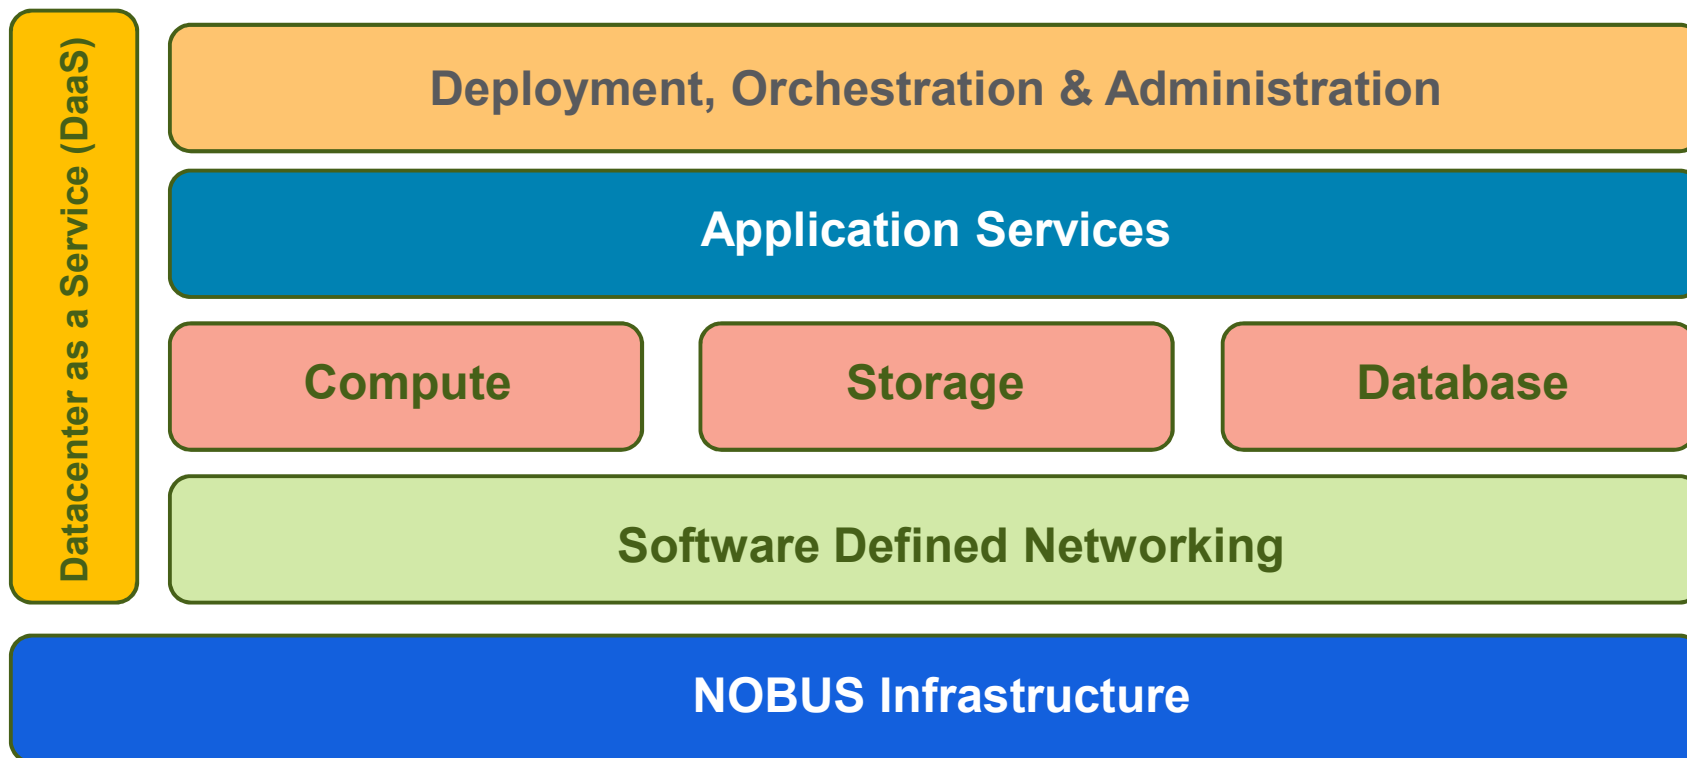 Datacenter as a Service (DaaS)
Deployment, Orchestration & Administration
Application Services
Compute
Storage
Database
Software Defined Networking
NOBUS Infrastructure